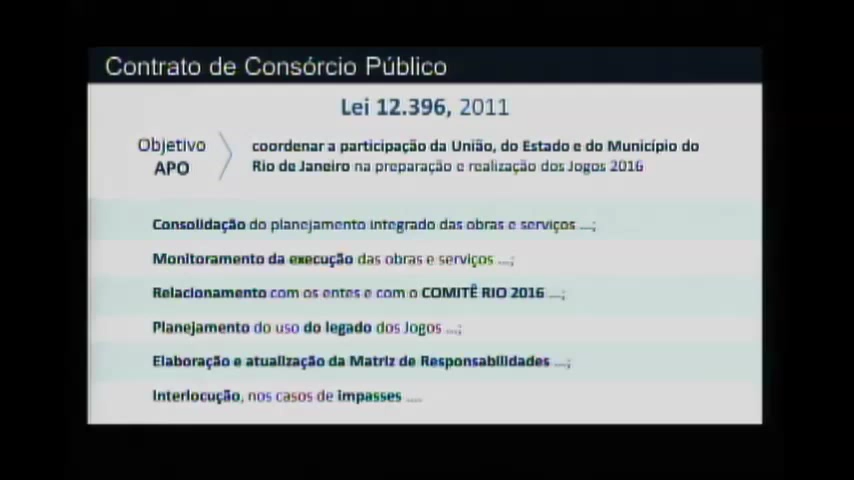 Contrato de Consórcio Público
Lei 12.396, 2011
Objetivo
APO
coordenar a participação da União, do Estado e do Município do
Rio de Janeiro na preparação e realização dos Jogos 2016
Consolidação do planejamento integrado das obras e serviços ...;
Monitoramento da execução das obras e serviços ...;
Relacionamento com os entes e com o COMITÊ RIO 2016 ...;
Planejamento do uso do legado dos Jogos ...;
Elaboração e atualização da Matriz de Responsabilidades ...;
Interlocução, nos casos de impasses ....